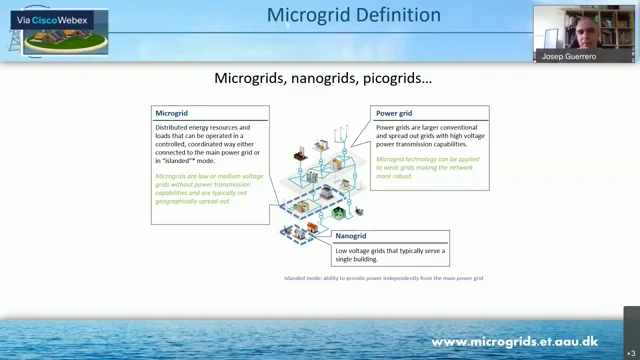 Via CiscoWebex
Microgrid Definition
Josep Guerrero
Microgrids, nanogrids, picogrids...
Microgrid
Distributed energy resources and
loads that can be operated in a
controlled, coordinated way either
connected to the main power grid or
in "islanded"* mode.
Microgrids are low or medium voltage
grids without power transmission
capabilities and are typically not
geographically spread out.
Power grid
Power grids are larger conventional
and spread out grids with high voltage
power transmission capabilities.
Microgrid technology can be applied
to weak grids making the network
more robust.
Nanogrid
Low voltage grids that typically serve a
single building.
Islanded mode: ability to provide power independently from the main power grid
www.microgrids.et.aau.dk
+3